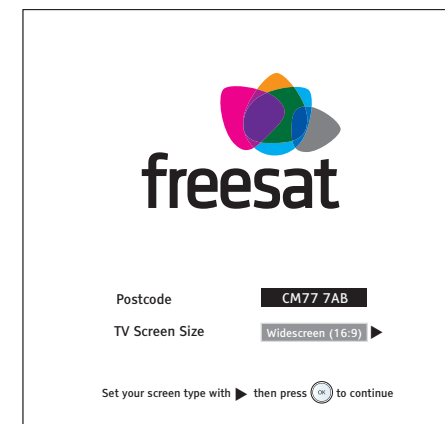 freesat
Postcode CM77 7AB
TV Screen Size Widescreen (16:9)
Set your screen type with ▶ then press OK to continue